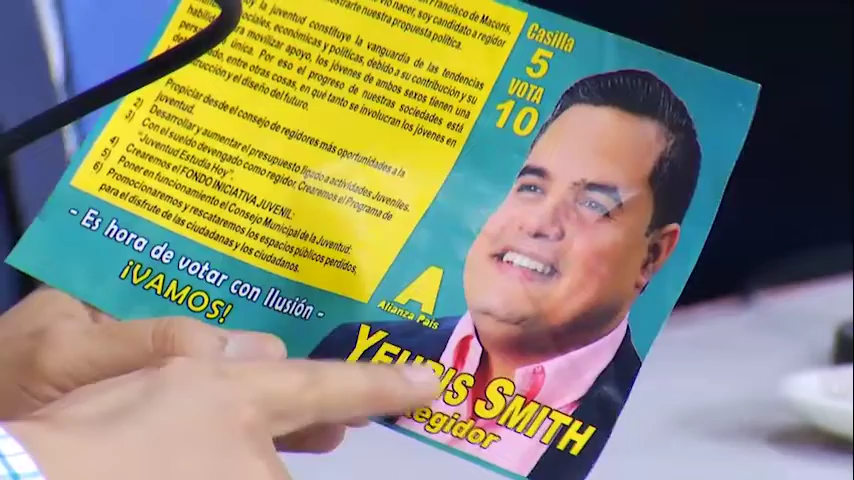 Francisco de Macorís,
vio nacer, soy candidato a regidor
nuestra propuesta política.
la juventud constituye la vanguardia de las tendencias
sociales, económicas y políticas, debido a su contribución y su
para movilizar apoyo, los jóvenes de ambos sexos tienen una
única. Por eso el progreso de nuestras sociedades está
entre otras cosas, en qué tanto se involucran los jóvenes en
y el diseño del futuro.
Propiciar desde el consejo de regidores más oportunidades a la
juventud.
2) Desarrollar y aumentar el presupuesto ligado a actividades Juveniles.
3) Con el sueldo devengado como regidor, Crearemos el Programa de
"Juventud Estudia Hoy".
4) Crearemos el FONDO INICIATIVA JUVENIL:
5) Poner en funcionamiento el Consejo Municipal de la Juventud:
6) Promocionaremos y rescataremos los espacios públicos perdidos,
para el disfrute de las ciudadanas y los ciudadanos.
- Es hora de votar con Ilusión -
¡VAMOS!
Casilla
5
VOTA
10
A
Alianza País
SMITH
Regidor